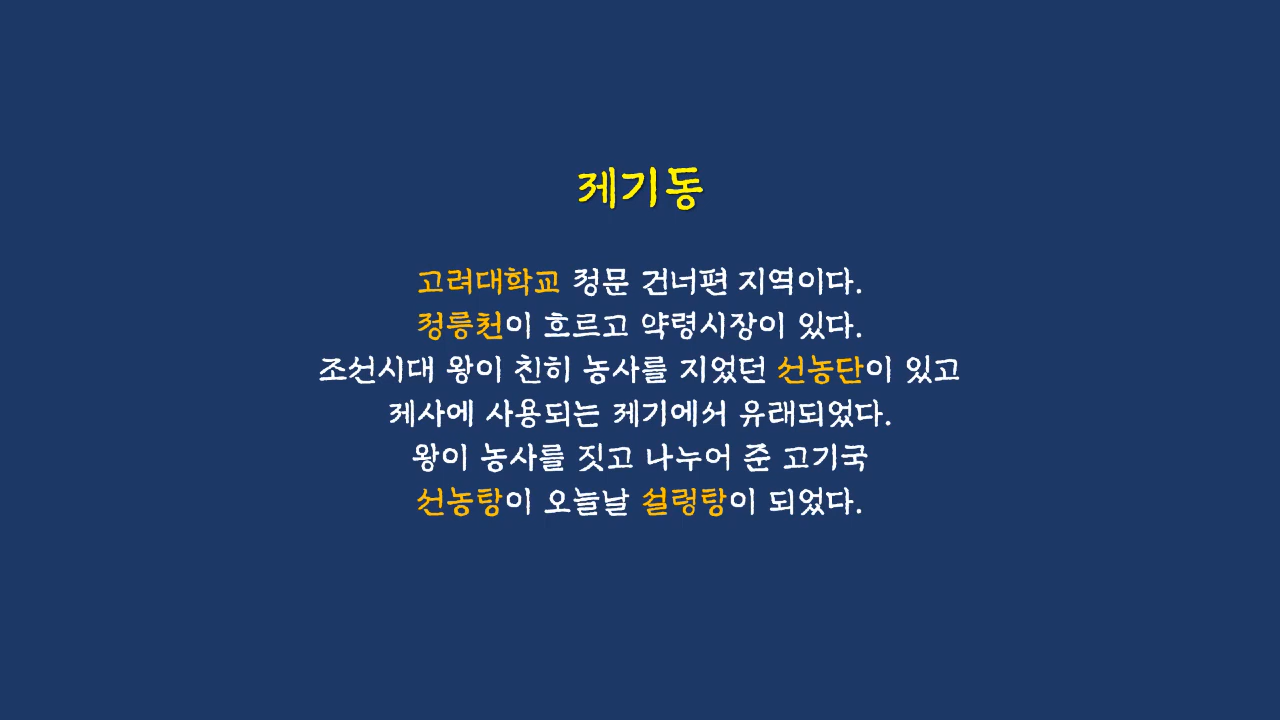 제기동
고려대학교 정문 건너편 지역이다.
정릉천이 흐르고 약령시장이 있다.
조선시대 왕이 친히 농사를 지었던 선농단이 있고
제사에 사용되는 제기에서 유래되었다.
왕이 농사를 짓고 나누어 준 고기국
선농탕이 오늘날 설렁탕이 되었다.